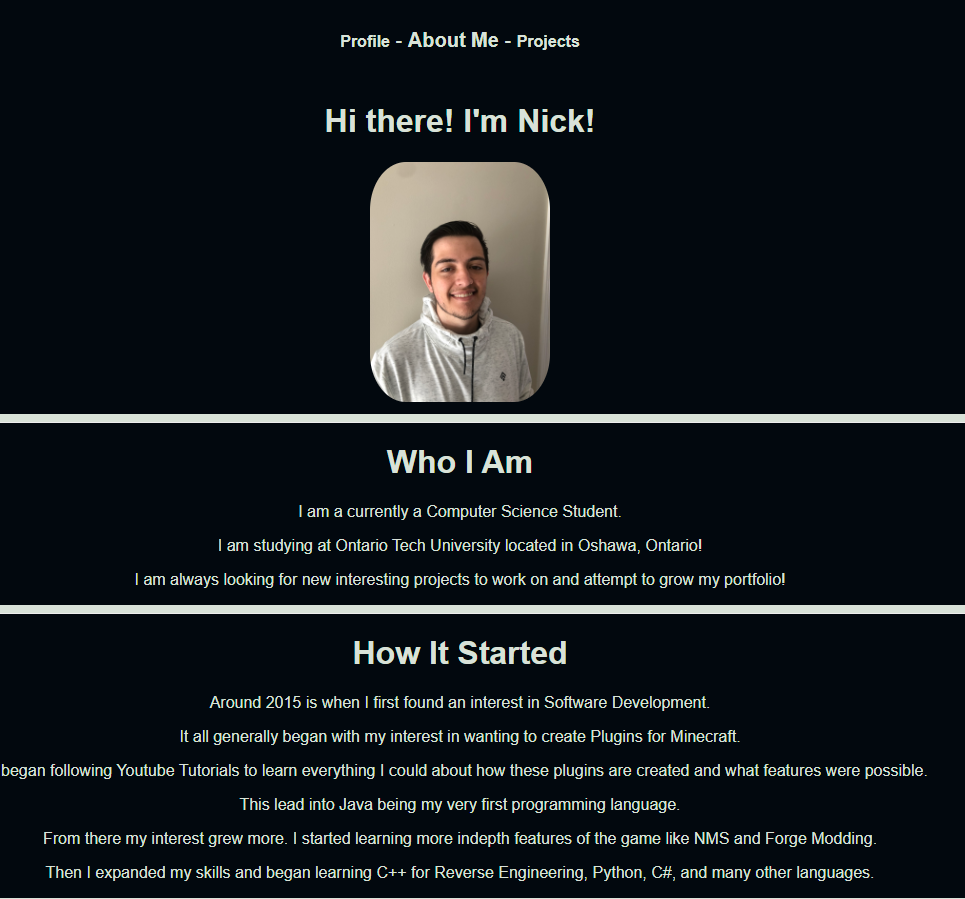 Profile - About Me - Projects
Hi there! I'm Nick!
Who I Am
I am a currently a Computer Science Student.
I am studying at Ontario Tech University located in Oshawa, Ontario!
I am always looking for new interesting projects to work on and attempt to grow my portfolio!
How It Started
Around 2015 is when I first found an interest in Software Development.
It all generally began with my interest in wanting to create Plugins for Minecraft.
began following Youtube Tutorials to learn everything I could about how these plugins are created and what features were possible.
This lead into Java being my very first programming language.
From there my interest grew more. I started learning more indepth features of the game like NMS and Forge Modding.
Then I expanded my skills and began learning C++ for Reverse Engineering, Python, C#, and many other languages.